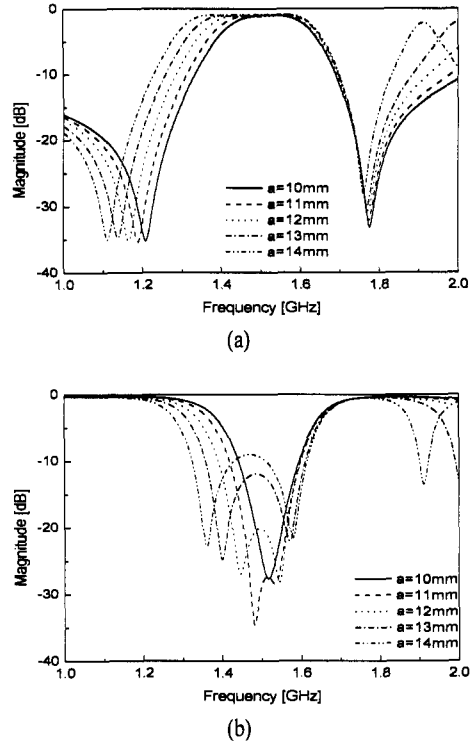 0
-10
-20
-30
-40
Magnitude [dB]
a=10mm
a=11mm
a=12mm
a=13mm
a=14mm
1.0 1.2 1.4 1.6 1.8 2.0
Frequency [GHz]
(a)
0
-10
-20
-30
-40
Magnitude [dB]
a=10mm
a=11mm
a=12mm
a=13mm
a=14mm
1.0 1.2 1.4 1.6 1.8 2.0
Frequency [GHz]
(b)